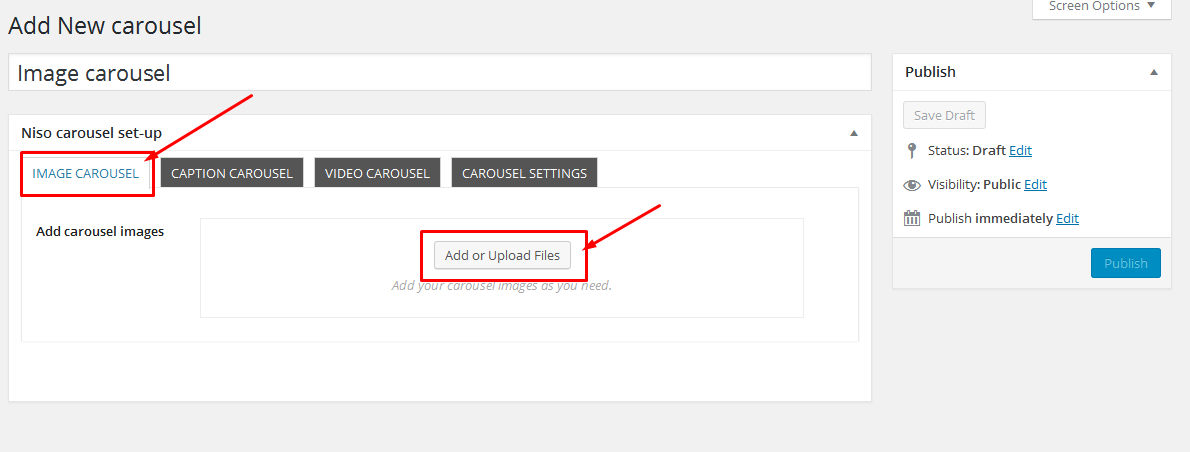 Screen Options
Add New carousel
Image carousel
Niso carousel set-up
IMAGE CAROUSEL CAPTION CAROUSEL VIDEO CAROUSEL CAROUSEL SETTINGS
Add carousel images
Add or Upload Files
Add your carousel images as you need.
Publish
Save Draft
Status: Draft Edit
Visibility: Public Edit
Publish immediately Edit
Publish